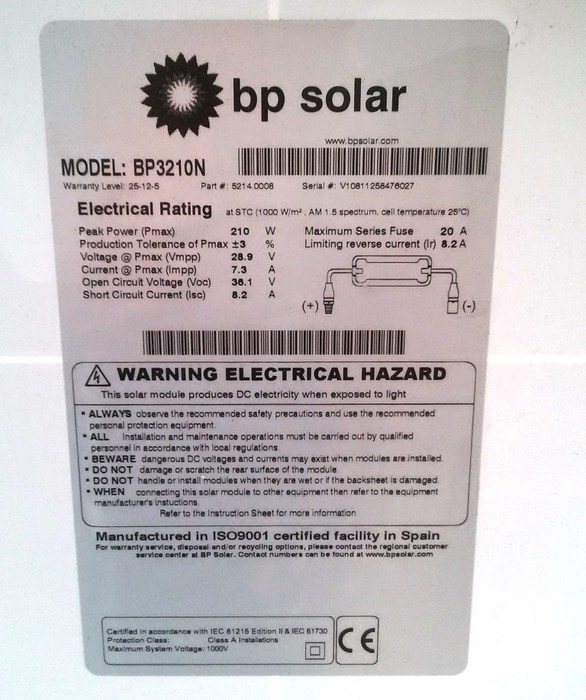 bp solar
www.bpsolar.com
MODEL: BP3210N
Warranty Level: 25-12-5 Part #: 5214.0008 Serial #: V10811258476027
Electrical Rating at STC (1000 W/m², AM 1.5 spectrum, cell temperature 25°C)
Peak Power (Pmax) 210 W Maximum Series Fuse 20 A
Production Tolerance of Pmax ±3 % Limiting reverse current (Ir) 8.2 A
Voltage @ Pmax (Vmpp) 28.9 V
Current @ Pmax (Impp) 7.3 A
Open Circuit Voltage (Voc) 36.1 V
Short Circuit Current (Isc) 8.2 A
(+) (-)
WARNING ELECTRICAL HAZARD
This solar module produces DC electricity when exposed to light
• ALWAYS observe the recommended safety precautions and use the recommended
personal protection equipment.
• ALL Installation and maintenance operations must be carried out by qualified
personnel in accordance with local regulations
• BEWARE dangerous DC voltages and currents may exist when modules are installed.
• DO NOT damage or scratch the rear surface of the module.
• DO NOT handle or install modules when they are wet or if the backsheet is damaged.
• WHEN connecting this solar module to other equipment then refer to the equipment
manufacturer's instuctions.
Refer to the Instruction Sheet for more information
Manufactured in ISO9001 certified facility in Spain
For warranty service, disposal and/or recycling options, please contact the regional customer
service center at BP Solar. Contact numbers can be found at www.bpsolar.com
Certified in accordance with IEC 61215 Edition II & IEC 61730
Protection Class: Class A Installations
Maximum System Voltage: 1000V
CE